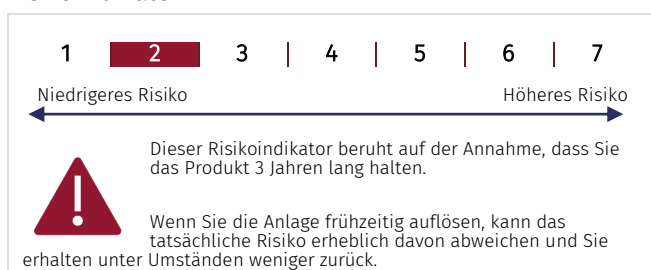 1 2 3 4 5 6 7
Niedrigeres Risiko Höheres Risiko
Dieser Risikoindikator beruht auf der Annahme, dass Sie
das Produkt 3 Jahren lang halten.
Wenn Sie die Anlage frühzeitig auflösen, kann das
tatsächliche Risiko erheblich davon abweichen und Sie
erhalten unter Umständen weniger zurück.